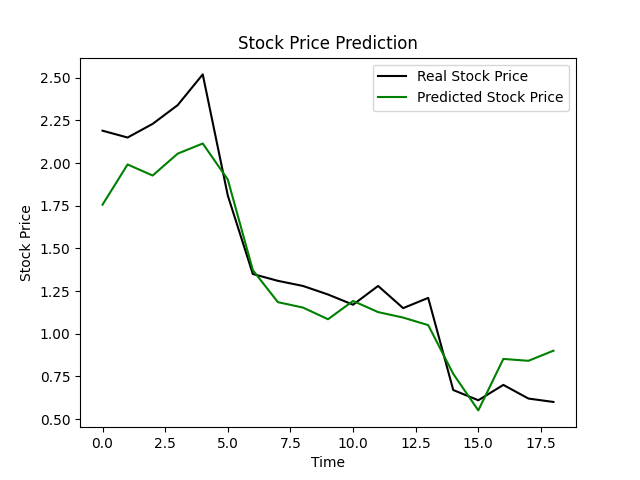 Stock Price Prediction
Real Stock Price
Predicted Stock Price
Stock Price
2.50
2.25
2.00
1.75
1.50
1.25
1.00
0.75
0.50
0.0 2.5 5.0 7.5 10.0 12.5 15.0 17.5
Time